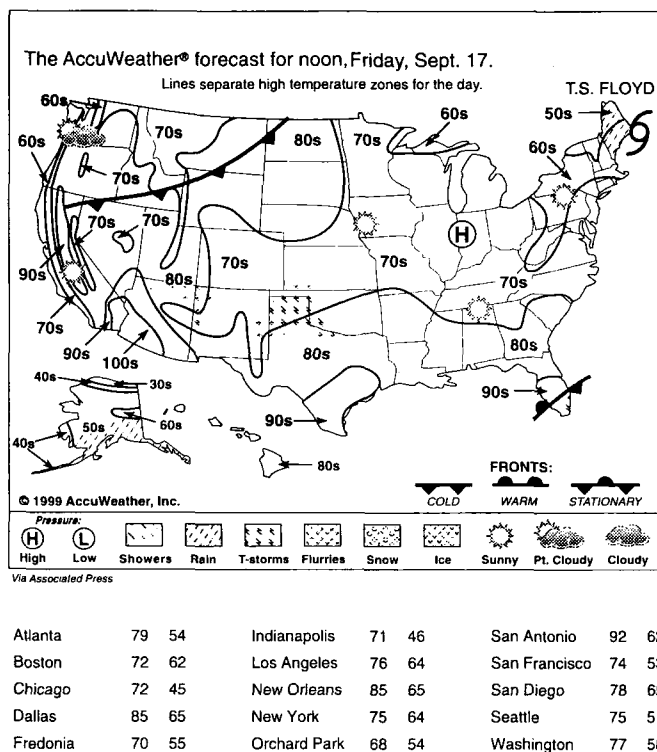 The AccuWeather® forecast for noon, Friday, Sept. 17.
Lines separate high temperature zones for the day.
T.S. FLOYD
60s
50s
60s
70s
80s
70s
60s
60s
70s
70s
70s
H
90s
80s
70s
70s
70s
70s
90s
100s
80s
80s
90s
40s
30s
90s
50s
60s
40s
80s
FRONTS:
COLD WARM STATIONARY
© 1999 AccuWeather, Inc.
Pressure:
H L
High Low Showers Rain T-storms Flurries Snow Ice Sunny Pt. Cloudy Cloudy
Via Associated Press
Atlanta 79 54 Indianapolis 71 46 San Antonio 92
Boston 72 62 Los Angeles 76 64 San Francisco 74
Chicago 72 45 New Orleans 85 65 San Diego 78
Dallas 85 65 New York 75 64 Seattle 75
Fredonia 70 55 Orchard Park 68 54 Washington 77